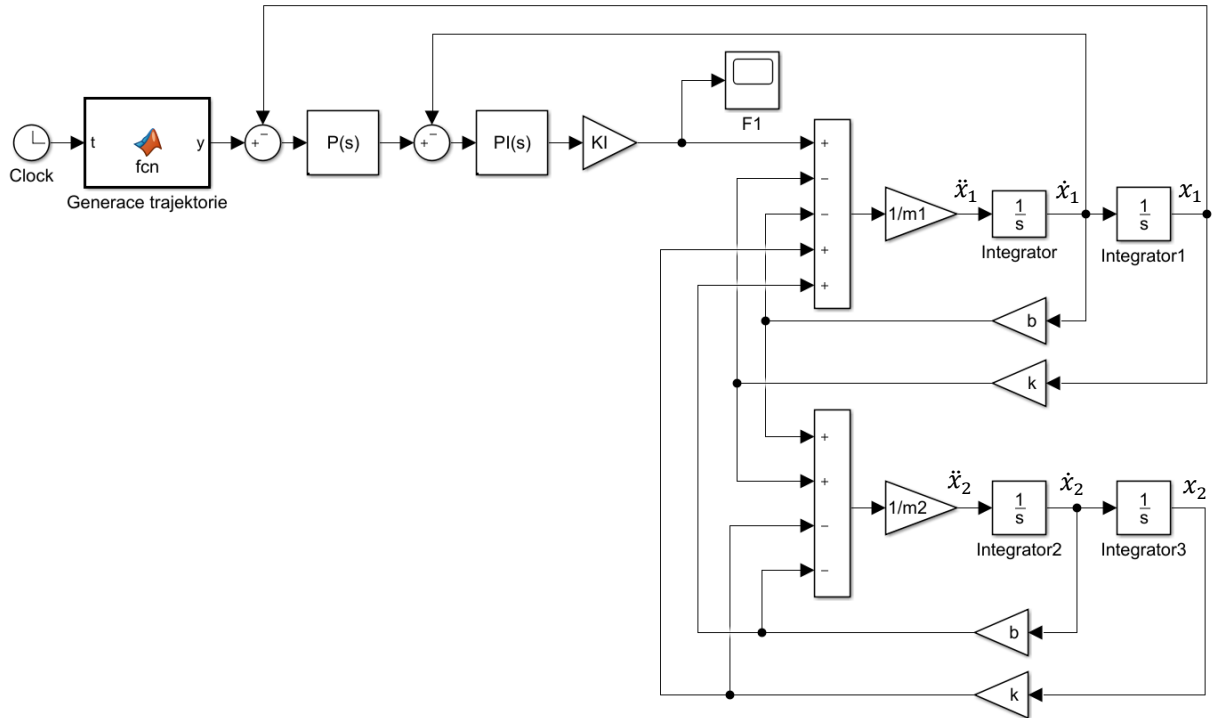 Clock
t
fcn
y
Generace trajektorie
+
−
P(s)
+
−
PI(s)
KI
F1
+
−
−
+
+
1/m1
ẍ₁
1
s
Integrator
ẋ₁
1
s
Integrator1
x₁
b
k
+
+
−
−
1/m2
ẍ₂
1
s
Integrator2
ẋ₂
1
s
Integrator3
x₂
b
k